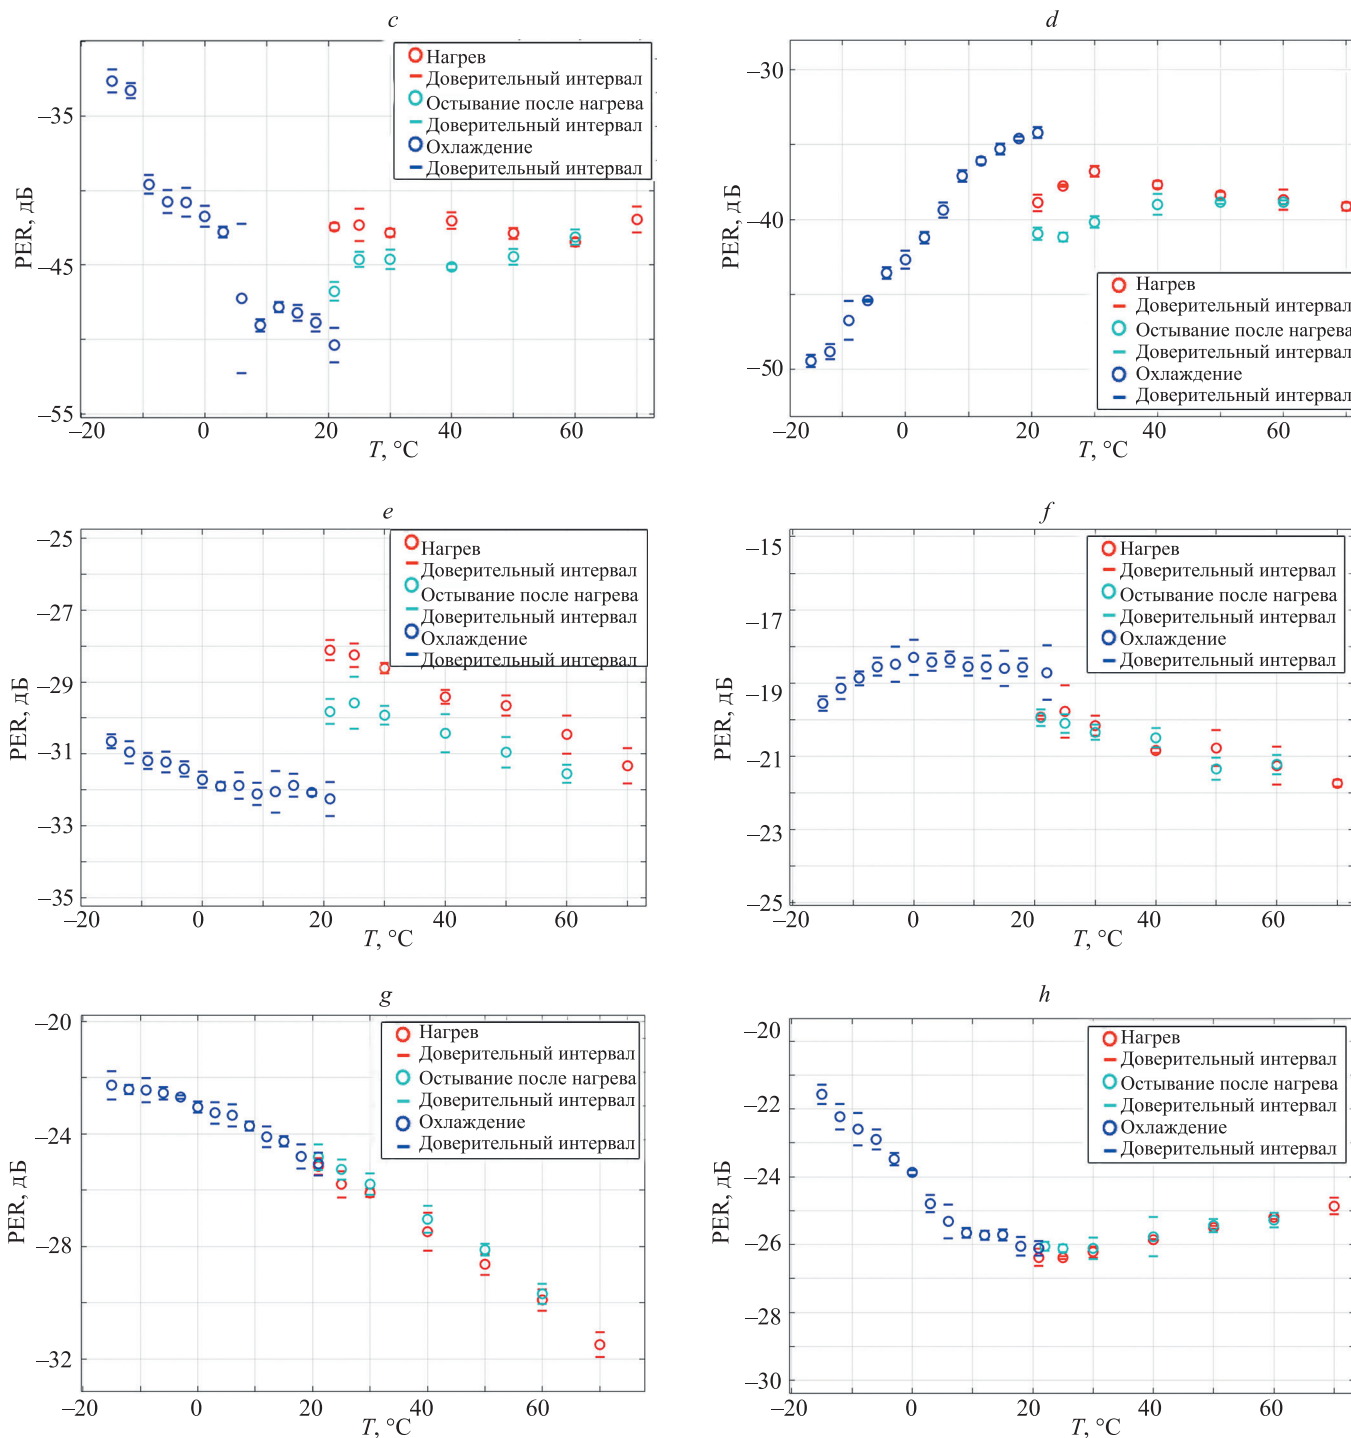 c
Нагрев
Доверительный интервал
Остывание после нагрева
Доверительный интервал
Охлаждение
Доверительный интервал
PER, дБ
–35
–45
–55
–20
0
20
40
60
T, °C
d
Нагрев
Доверительный интервал
Остывание после нагрева
Доверительный интервал
Охлаждение
Доверительный интервал
PER, дБ
–30
–40
–50
–20
0
20
40
60
T, °C
e
Нагрев
Доверительный интервал
Остывание после нагрева
Доверительный интервал
Охлаждение
Доверительный интервал
PER, дБ
–25
–27
–29
–31
–33
–35
–20
0
20
40
60
T, °C
f
Нагрев
Доверительный интервал
Остывание после нагрева
Доверительный интервал
Охлаждение
Доверительный интервал
PER, дБ
–15
–17
–19
–21
–23
–25
–20
0
20
40
60
T, °C
g
Нагрев
Доверительный интервал
Остывание после нагрева
Доверительный интервал
Охлаждение
Доверительный интервал
PER, дБ
–20
–22
–24
–26
–28
–30
–32
–20
0
20
40
60
T, °C
h
Нагрев
Доверительный интервал
Остывание после нагрева
Доверительный интервал
Охлаждение
Доверительный интервал
PER, дБ
–20
–22
–24
–26
–28
–30
–20
0
20
40
60
T, °C